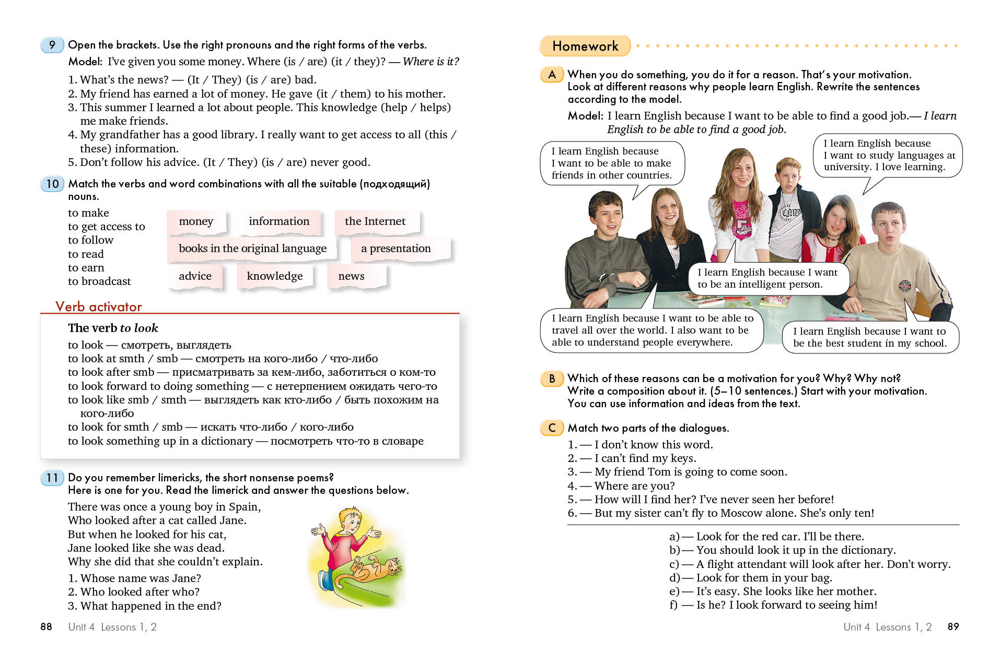 9 Open the brackets. Use the right pronouns and the right forms of the verbs.
Model: I’ve given you some money. Where (is / are) (it / they)? — Where is it?
1. What’s the news? — (It / They) (is / are) bad.
2. My friend has earned a lot of money. He gave (it / them) to his mother.
3. This summer I learned a lot about people. This knowledge (help / helps)
me make friends.
4. My grandfather has a good library. I really want to get access to all (this /
these) information.
5. Don’t follow his advice. (It / They) (is / are) never good.
10 Match the verbs and word combinations with all the suitable (подходящий)
nouns.
to make
to get access to
to follow
to read
to earn
to broadcast
money information the Internet
books in the original language a presentation
advice knowledge news
Verb activator
The verb to look
to look — смотреть, выглядеть
to look at smth / smb — смотреть на кого-либо / что-либо
to look after smb — присматривать за кем-либо, заботиться о ком-то
to look forward to doing something — с нетерпением ожидать чего-то
to look like smb / smth — выглядеть как кто-либо / быть похожим на
кого-либо
to look for smth / smb — искать что-либо / кого-либо
to look something up in a dictionary — посмотреть что-то в словаре
11 Do you remember limericks, the short nonsense poems?
Here is one for you. Read the limerick and answer the questions below.
There was once a young boy in Spain,
Who looked after a cat called Jane.
But when he looked for his cat,
Jane looked like she was dead.
Why she did that she couldn’t explain.
1. Whose name was Jane?
2. Who looked after who?
3. What happened in the end?
88 Unit 4 Lessons 1, 2
Homework
A When you do something, you do it for a reason. That’s your motivation.
Look at different reasons why people learn English. Rewrite the sentences
according to the model.
Model: I learn English because I want to be able to find a good job.— I learn
English to be able to find a good job.
I learn English because
I want to be able to make
friends in other countries.
I learn English because
I want to study languages at
university. I love learning.
I learn English because I want
to be an intelligent person.
I learn English because I want to be able to
travel all over the world. I also want to be
able to understand people everywhere.
I learn English because I want to
be the best student in my school.
B Which of these reasons can be a motivation for you? Why? Why not?
Write a composition about it. (5–10 sentences.) Start with your motivation.
You can use information and ideas from the text.
C Match two parts of the dialogues.
1. — I don’t know this word.
2. — I can’t find my keys.
3. — My friend Tom is going to come soon.
4. — Where are you?
5. — How will I find her? I’ve never seen her before!
6. — But my sister can’t fly to Moscow alone. She’s only ten!
a) — Look for the red car. I’ll be there.
b) — You should look it up in the dictionary.
c) — A flight attendant will look after her. Don’t worry.
d) — Look for them in your bag.
e) — It’s easy. She looks like her mother.
f) — Is he? I look forward to seeing him!
Unit 4 Lessons 1, 2 89